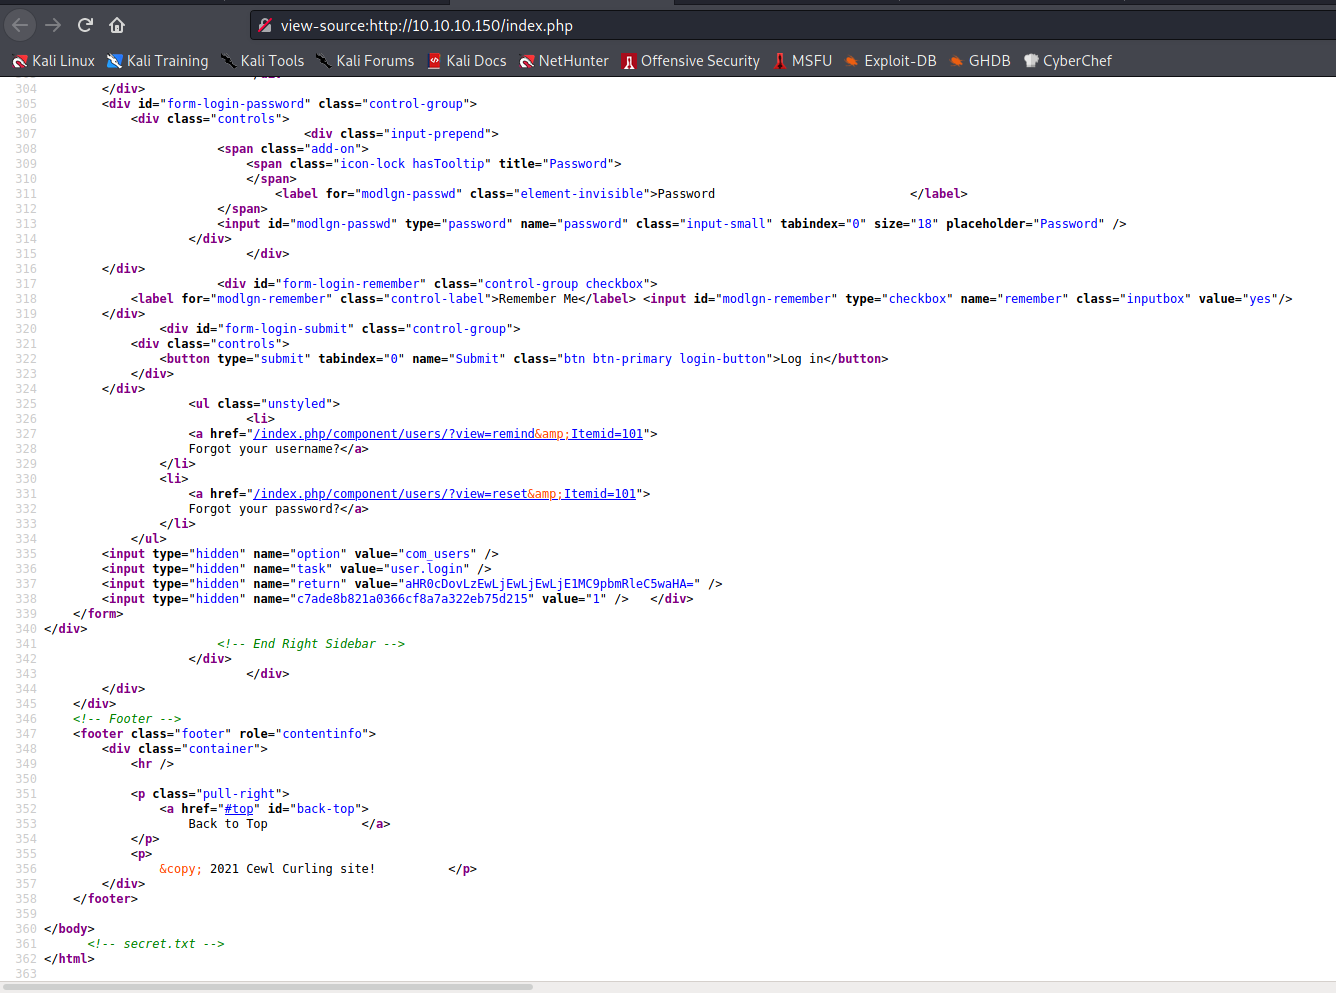 view-source:http://10.10.10.150/index.php
Kali Linux Kali Training Kali Tools Kali Forums Kali Docs NetHunter Offensive Security MSFU Exploit-DB GHDB CyberChef
304 </div>
305 <div id="form-login-password" class="control-group">
306 <div class="controls">
307 <div class="input-prepend">
308 <span class="add-on">
309 <span class="icon-lock hasTooltip" title="Password">
310 </span>
311 <label for="modlgn-passwd" class="element-invisible">Password </label>
312 </span>
313 <input id="modlgn-passwd" type="password" name="password" class="input-small" tabindex="0" size="18" placeholder="Password" />
314 </div>
315 </div>
316 </div>
317 <div id="form-login-remember" class="control-group checkbox">
318 <label for="modlgn-remember" class="control-label">Remember Me</label> <input id="modlgn-remember" type="checkbox" name="remember" class="inputbox" value="yes"/>
319 </div>
320 <div id="form-login-submit" class="control-group">
321 <div class="controls">
322 <button type="submit" tabindex="0" name="Submit" class="btn btn-primary login-button">Log in</button>
323 </div>
324 </div>
325 <ul class="unstyled">
326 <li>
327 <a href="/index.php/component/users/?view=remind&amp;Itemid=101">
328 Forgot your username?</a>
329 </li>
330 <li>
331 <a href="/index.php/component/users/?view=reset&amp;Itemid=101">
332 Forgot your password?</a>
333 </li>
334 </ul>
335 <input type="hidden" name="option" value="com_users" />
336 <input type="hidden" name="task" value="user.login" />
337 <input type="hidden" name="return" value="aHR0cDovLzEwLjEwLjEwLjE1MC9pbmRleC5waHA=" />
338 <input type="hidden" name="c7ade8b821a0366cf8a7a322eb75d215" value="1" /> </div>
339 </form>
340 </div>
341 <!-- End Right Sidebar -->
342 </div>
343 </div>
344 </div>
345 </div>
346 <!-- Footer -->
347 <footer class="footer" role="contentinfo">
348 <div class="container">
349 <hr />
350
351 <p class="pull-right">
352 <a href="#top" id="back-top">
353 Back to Top </a>
354 </p>
355 <p>
356 &copy; 2021 Cewl Curling site! </p>
357 </div>
358 </footer>
359
360 </body>
361 <!-- secret.txt -->
362 </html>
363